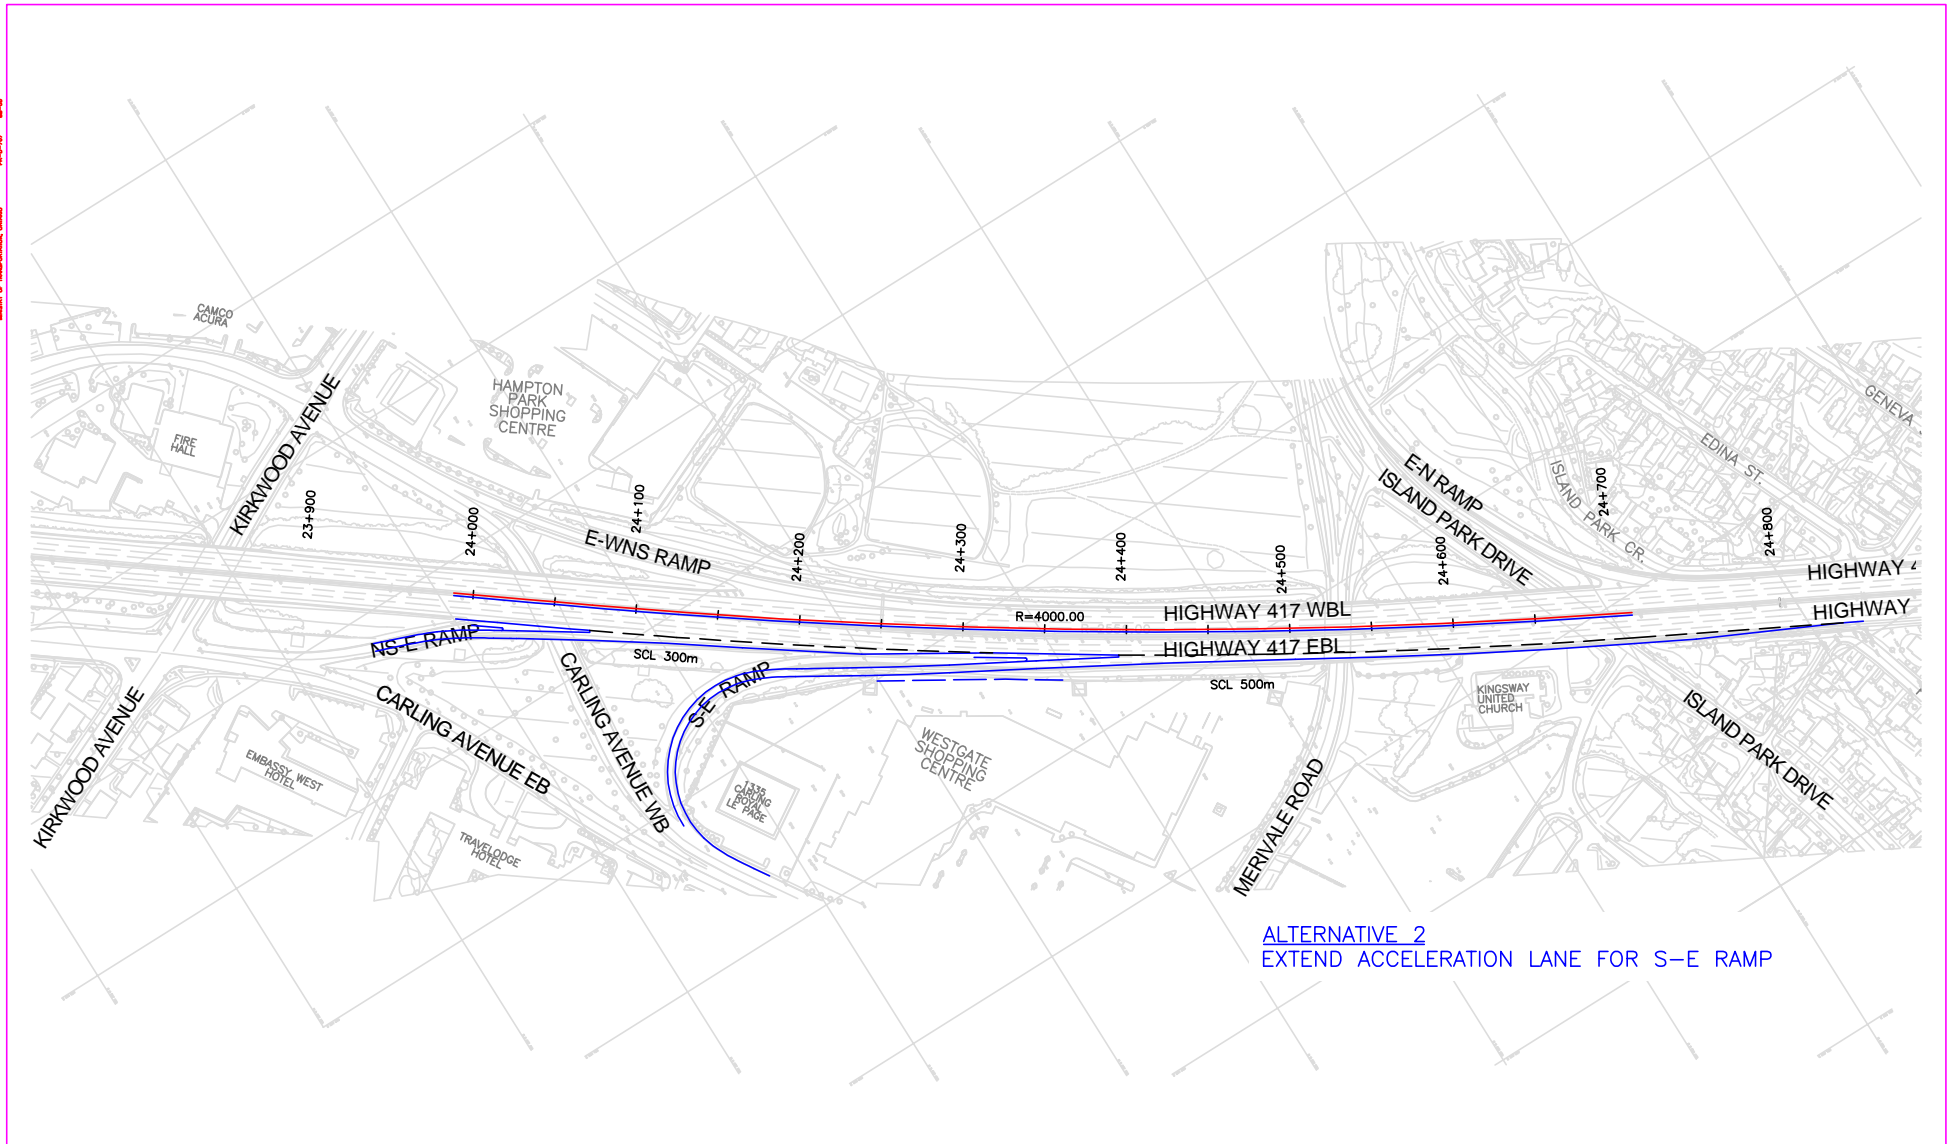 CAMCO
ACURA
HAMPTON
PARK
SHOPPING
CENTRE
FIRE
HALL
KIRKWOOD AVENUE
23+900
24+000
24+100
24+200
24+300
24+400
24+500
24+600
24+700
24+800
E-WNS RAMP
E-N RAMP
ISLAND PARK DRIVE
ISLAND PARK CR.
EDINA ST.
GENEVA
HIGHWAY 4
HIGHWAY
R=4000.00
HIGHWAY 417 WBL
HIGHWAY 417 EBL
NS-E RAMP
SCL 300m
S-E RAMP
SCL 500m
CARLING AVENUE WB
CARLING AVENUE EB
KIRKWOOD AVENUE
EMBASSY WEST
HOTEL
TRAVELODGE
HOTEL
1335
CARLING
ROYAL
LE PAGE
WESTGATE
SHOPPING
CENTRE
KINGSWAY
UNITED
CHURCH
ISLAND PARK DRIVE
MERIVALE ROAD
ALTERNATIVE 2
EXTEND ACCELERATION LANE FOR S-E RAMP